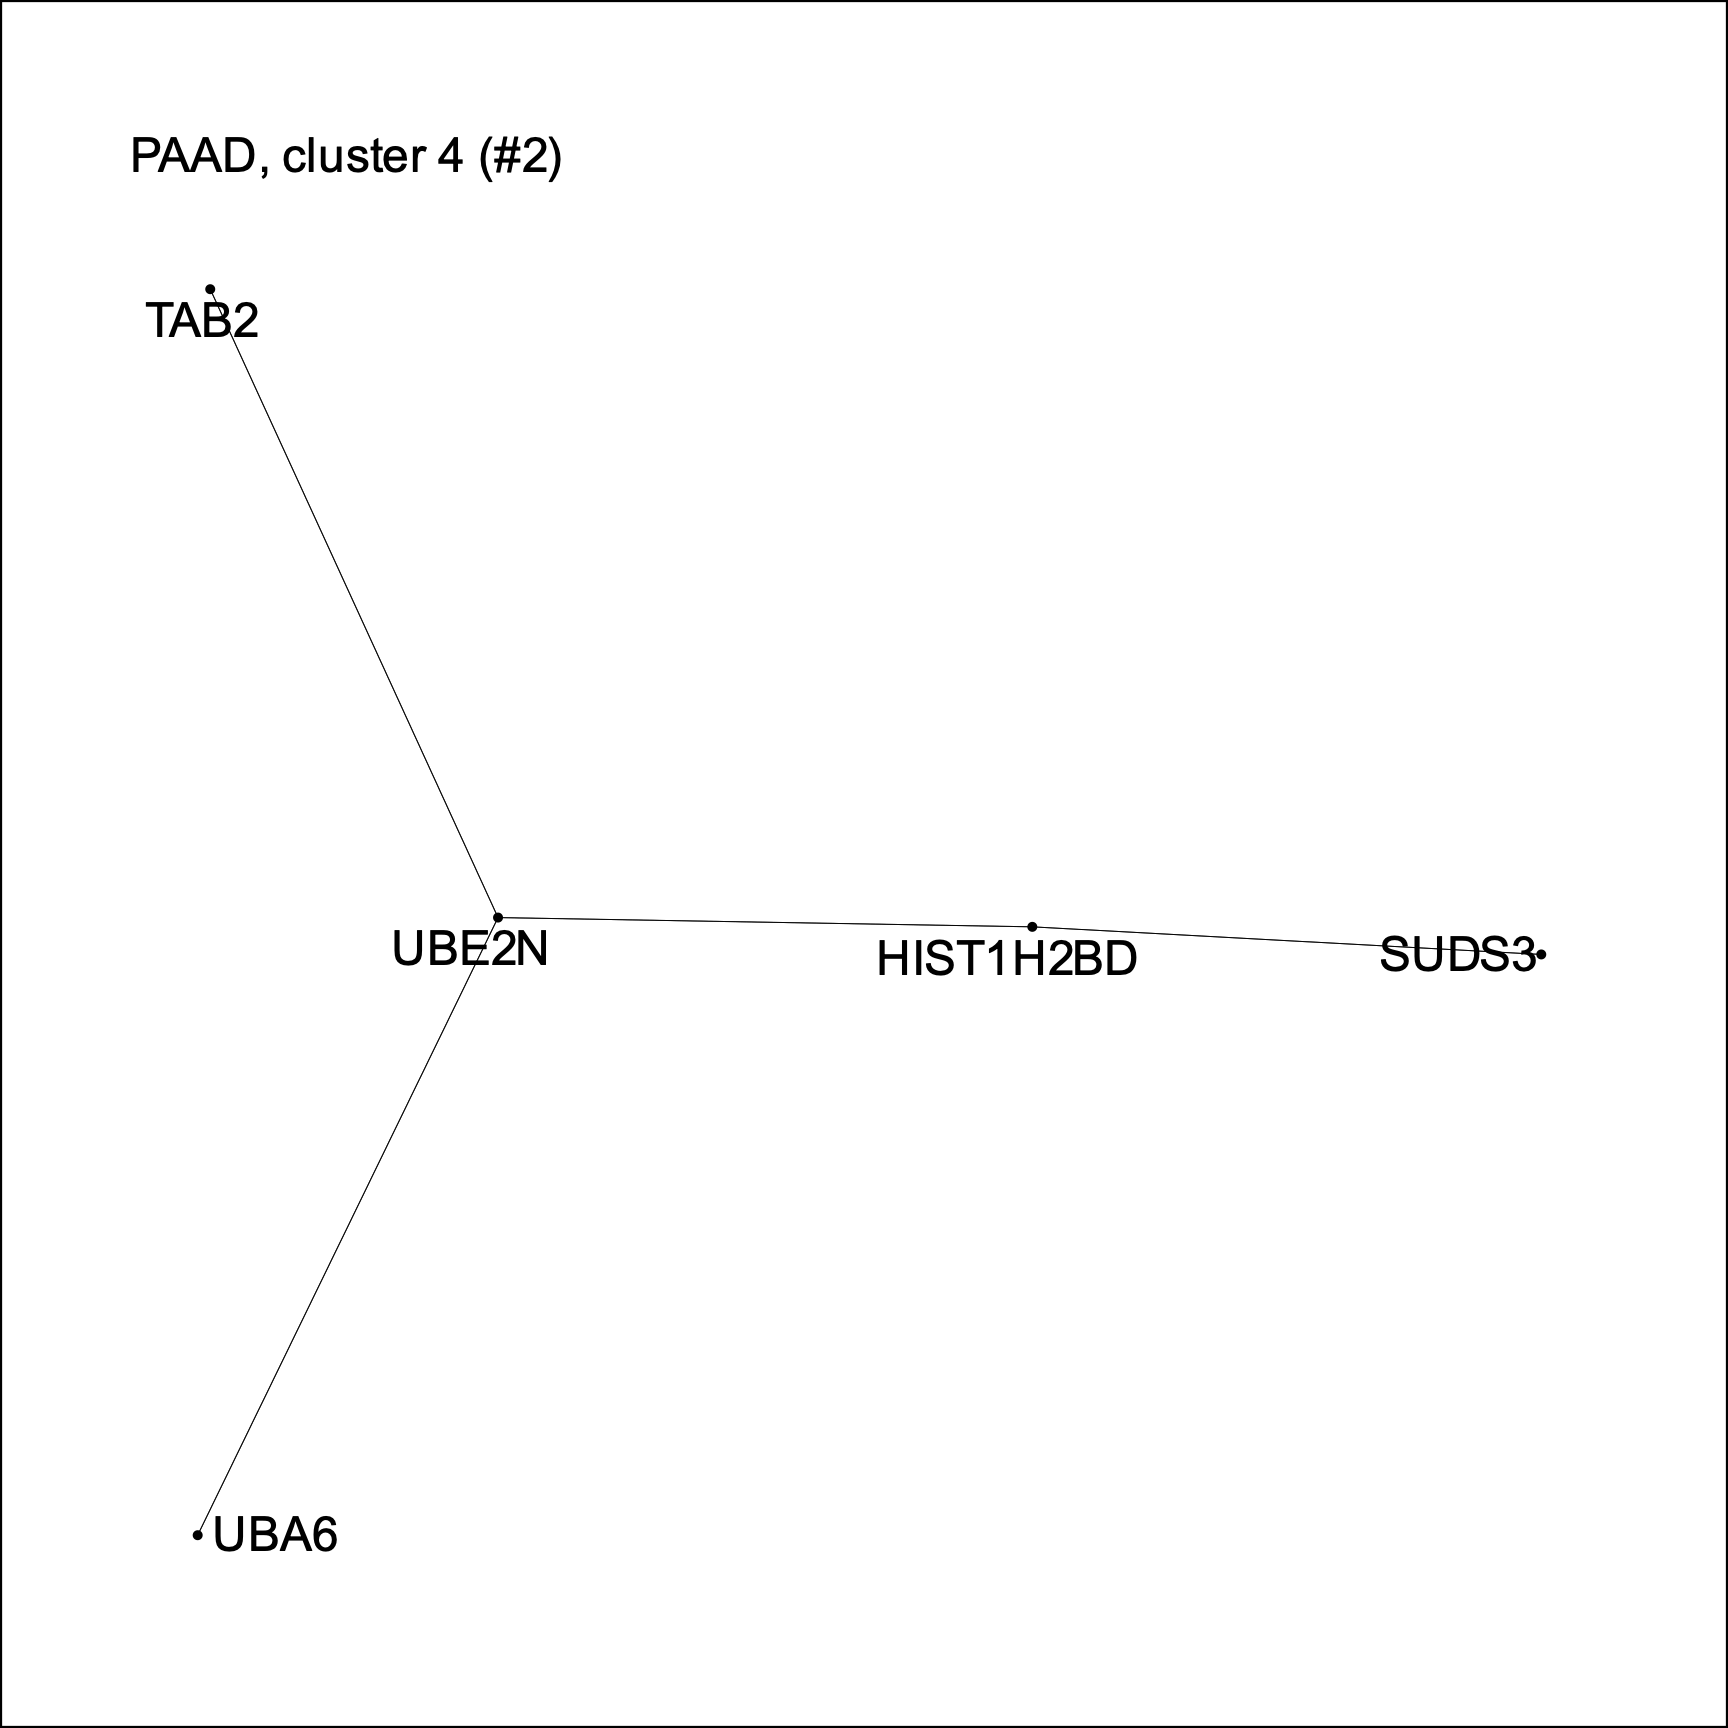 PAAD, cluster 4 (#2)
TAB2
UBE2N
HIST1H2BD
SUDS3
UBA6